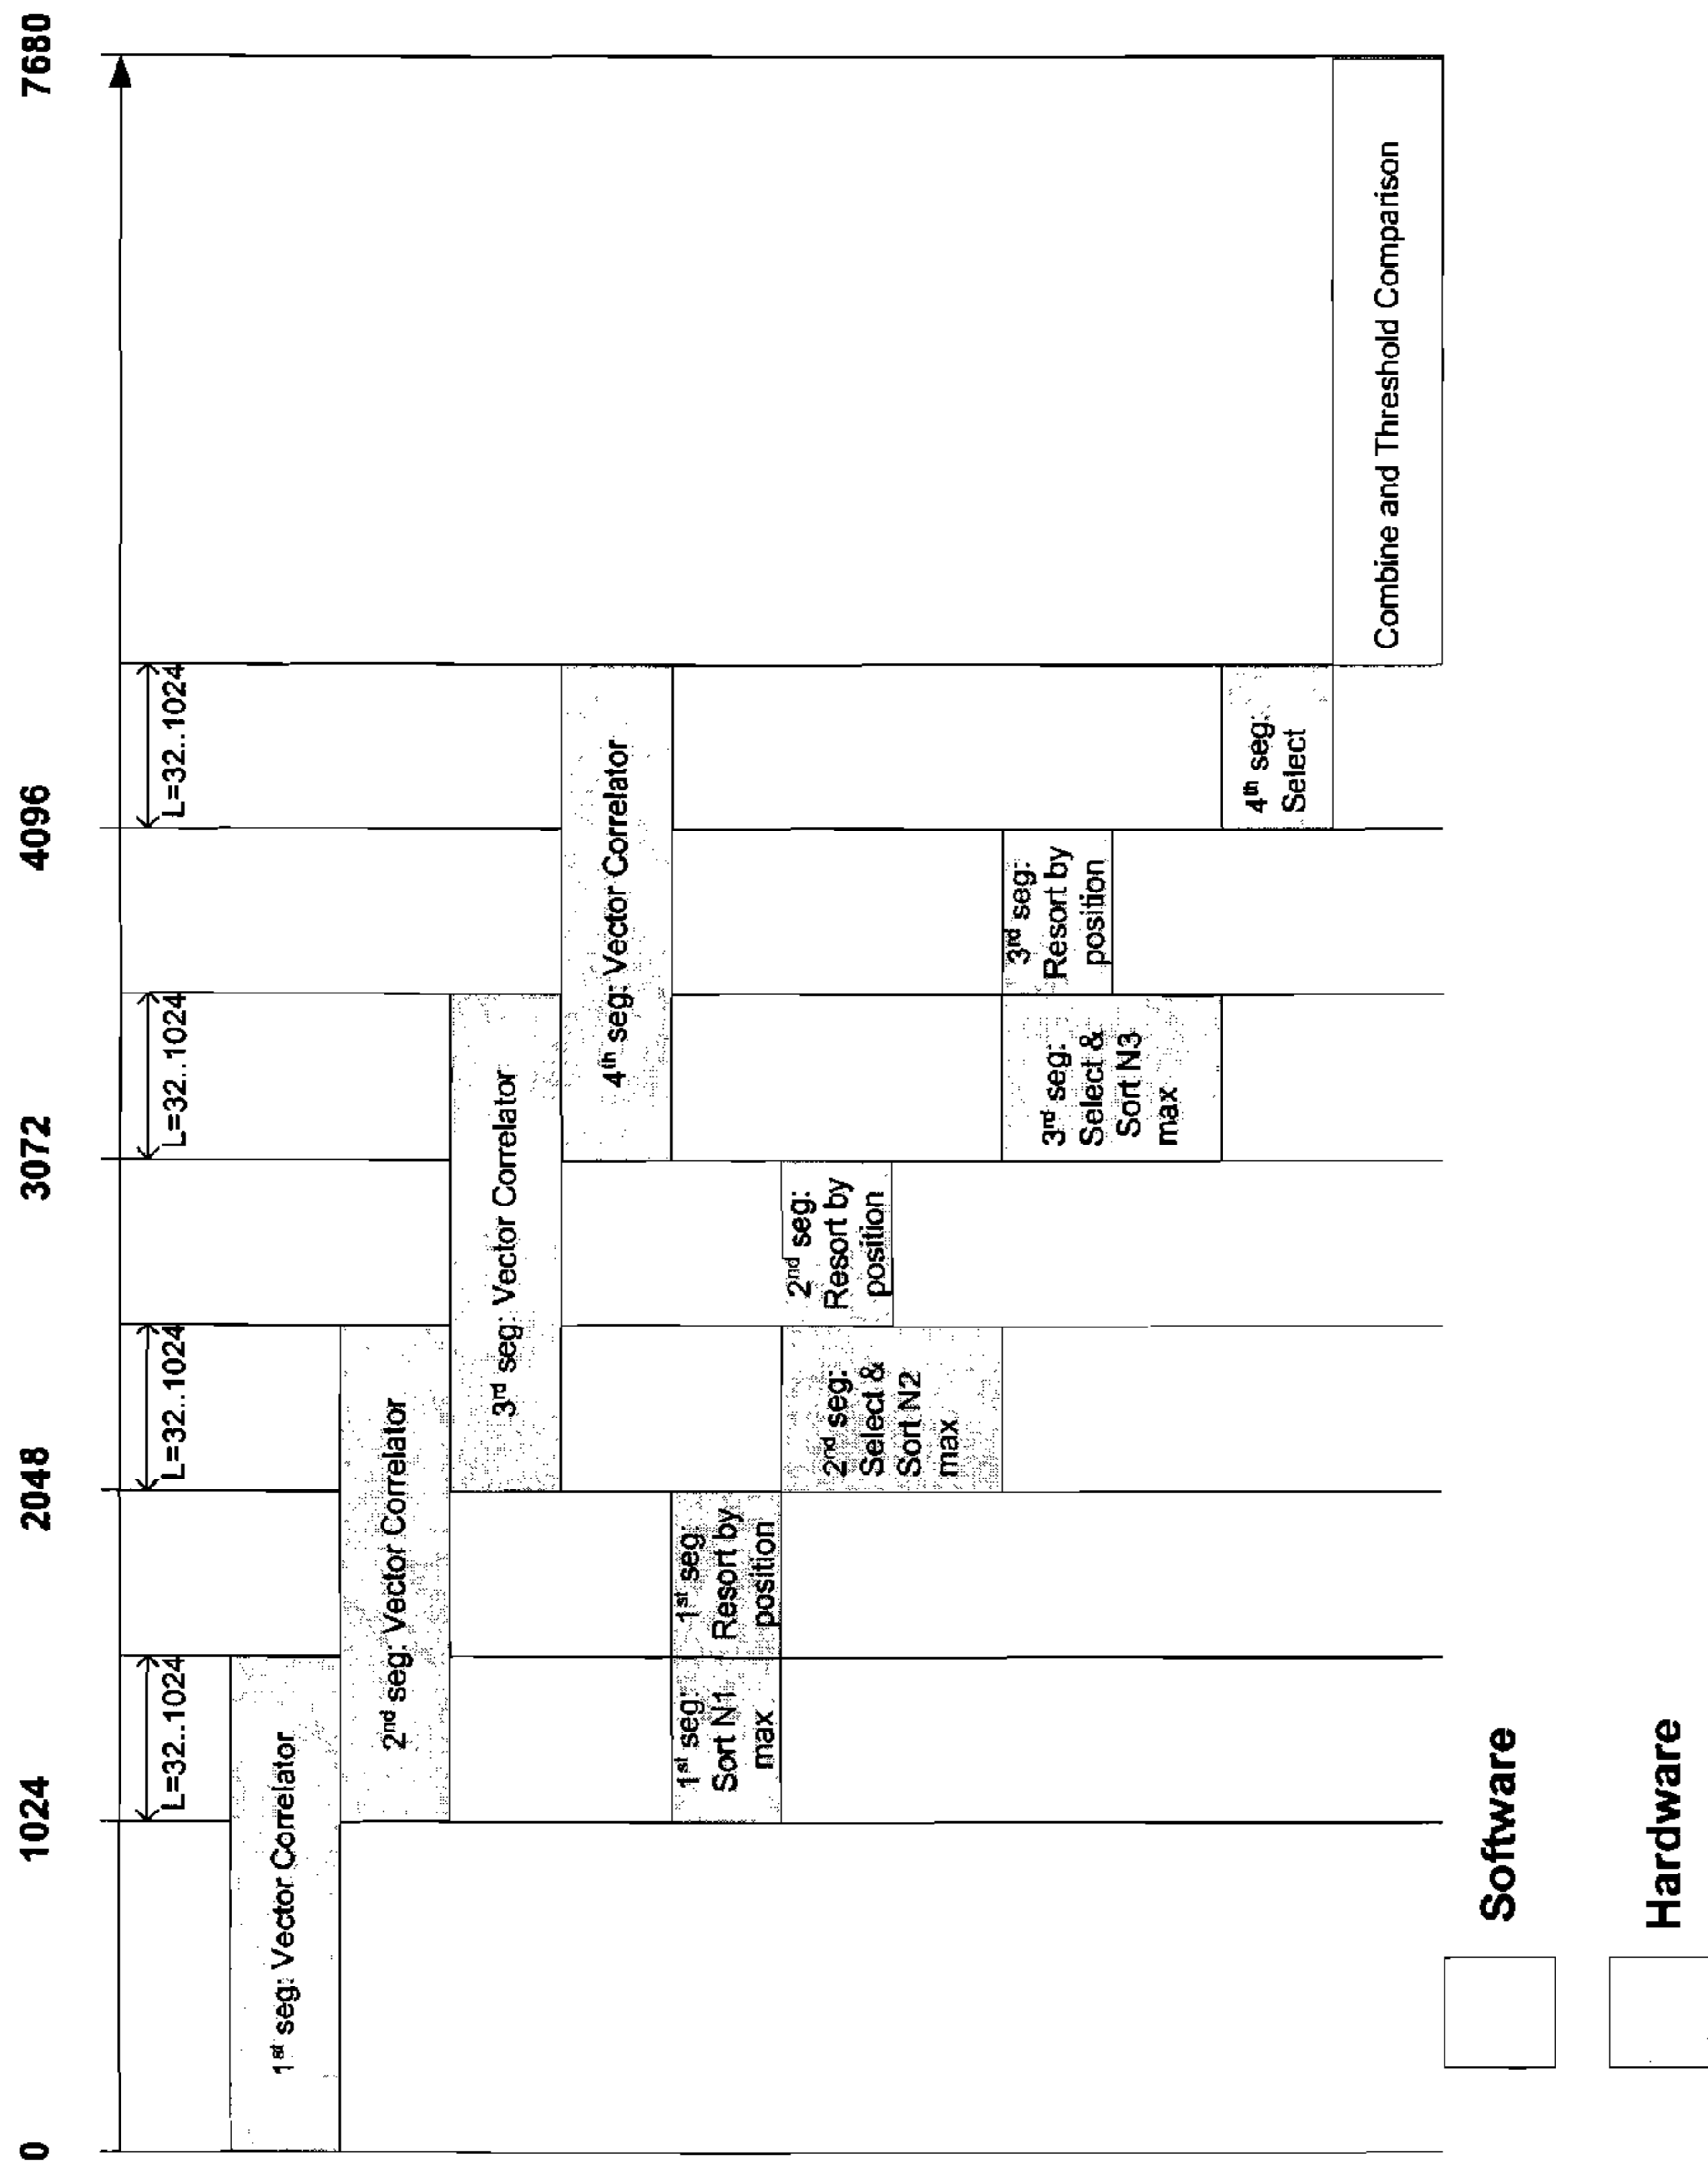 0
1024
2048
3072
4096
7680
L=32..1024
L=32..1024
L=32..1024
L=32..1024
1st seg: Vector Correlator
2nd seg: Vector Correlator
3rd seg: Vector Correlator
4th seg: Vector Correlator
1st seg:
Sort N1
max
1st seg:
Resort by
position
2nd seg:
Select &
Sort N2
max
2nd seg:
Resort by
position
3rd seg:
Select &
Sort N3
max
3rd seg:
Resort by
position
4th seg:
Select
Combine and Threshold Comparison
Software
Hardware